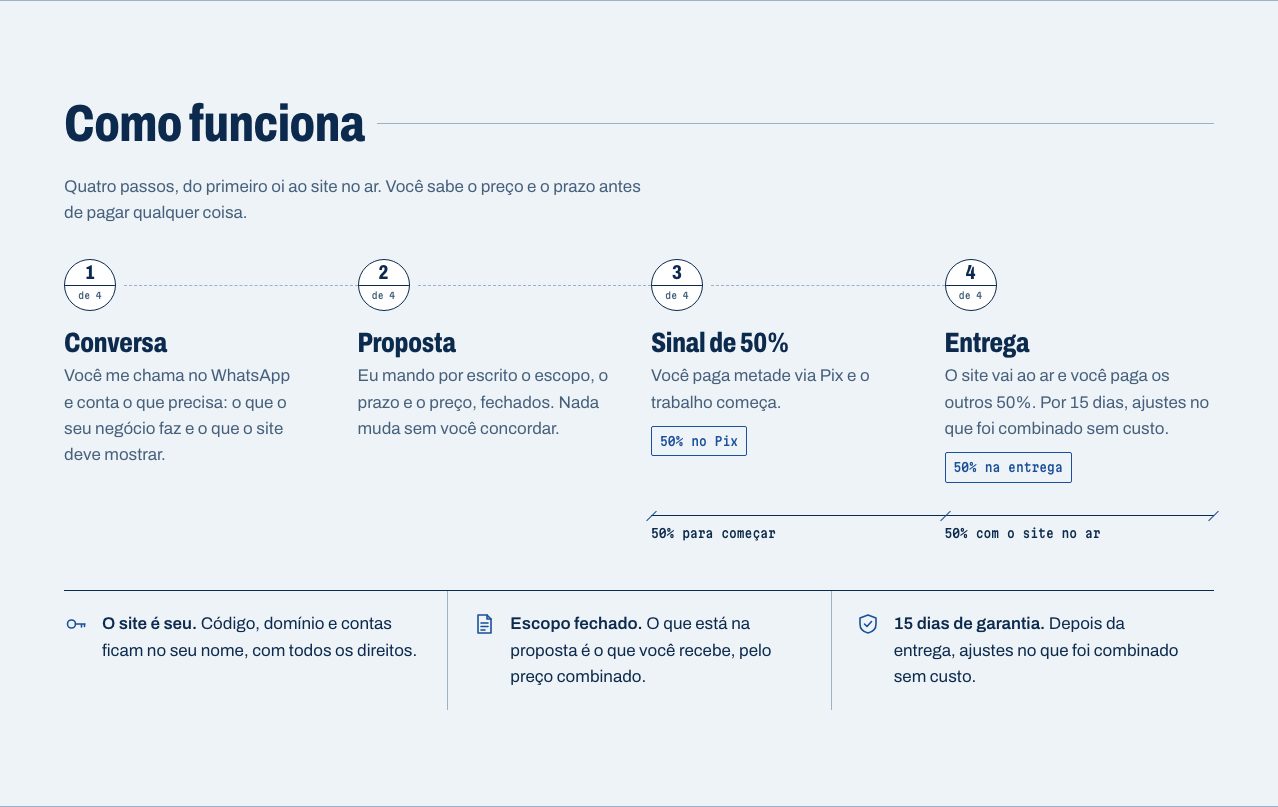 Como funciona
Quatro passos, do primeiro oi ao site no ar. Você sabe o preço e o prazo antes
de pagar qualquer coisa.
1
de 4
Conversa
Você me chama no WhatsApp
e conta o que precisa: o que o
seu negócio faz e o que o site
deve mostrar.
2
de 4
Proposta
Eu mando por escrito o escopo, o
prazo e o preço, fechados. Nada
muda sem você concordar.
3
de 4
Sinal de 50%
Você paga metade via Pix e o
trabalho começa.
50% no Pix
4
de 4
Entrega
O site vai ao ar e você paga os
outros 50%. Por 15 dias, ajustes no
que foi combinado sem custo.
50% na entrega
50% para começar
50% com o site no ar
O site é seu. Código, domínio e contas
ficam no seu nome, com todos os direitos.
Escopo fechado. O que está na
proposta é o que você recebe, pelo
preço combinado.
15 dias de garantia. Depois da
entrega, ajustes no que foi combinado
sem custo.